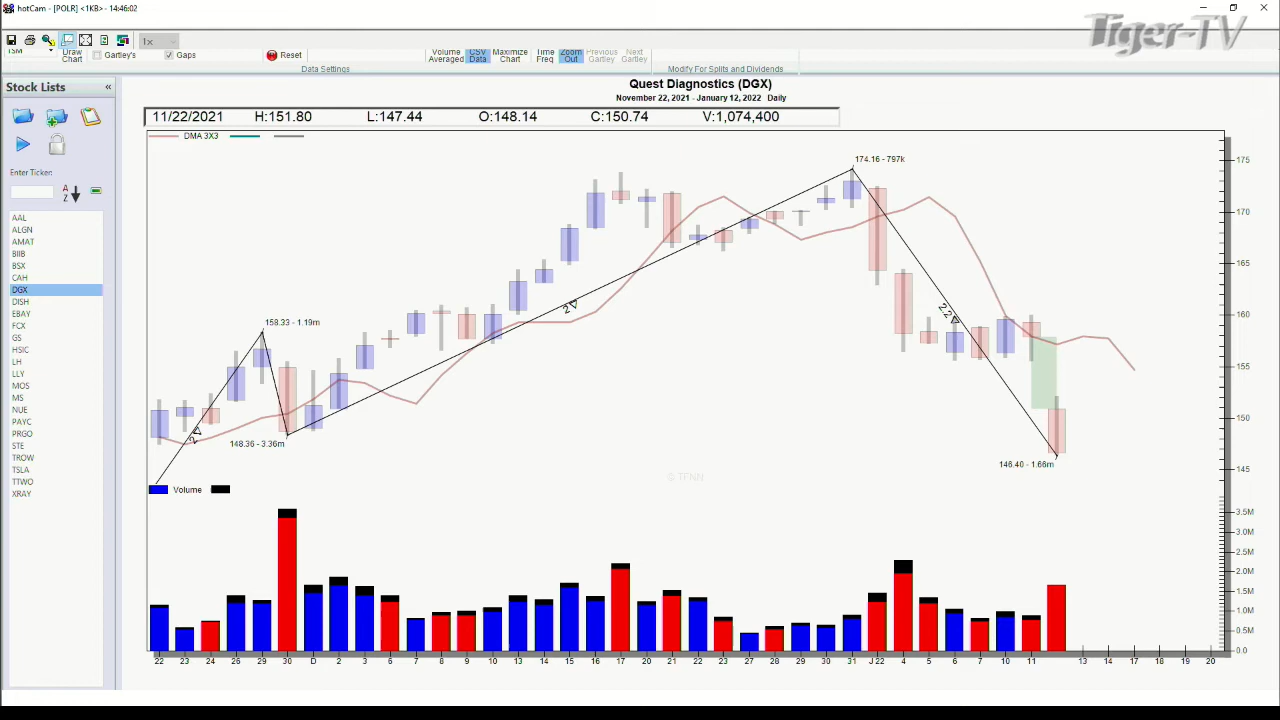 hotCam - [POLR] <1KB> - 14:46:02
Tiger-TV
1x
TSM
Draw Chart
Gartley's
Gaps
Reset
Volume Averaged
CSV Data
Maximize Chart
Time Freq
Zoom Out
Previous Gartley
Next Gartley
Data Settings
Modify For Splits and Dividends
Stock Lists «
Enter Ticker:
A Z
AAL
ALGN
AMAT
BIIB
BSX
CAH
DGX
DISH
EBAY
FCX
GS
HSIC
LH
LLY
MOS
MS
NUE
PAYC
PRGO
STE
TROW
TSLA
TTWO
XRAY
Quest Diagnostics (DGX)
November 22, 2021 - January 12, 2022 Daily
11/22/2021 H:151.80 L:147.44 O:148.14 C:150.74 V:1,074,400
DMA 3X3
174.16 - 797k
158.33 - 1.19m
148.36 - 3.36m
146.40 - 1.66m
2
2
2.2
175
170
165
160
155
150
145
© TFNN
Volume
3.5M
3.0M
2.5M
2.0M
1.5M
1.0M
0.5M
0.0
22 23 24 26 29 30 D 2 3 6 7 8 9 10 13 14 15 16 17 20 21 22 23 27 28 29 30 31 J 22 4 5 6 7 10 11 13 14 17 18 19 20